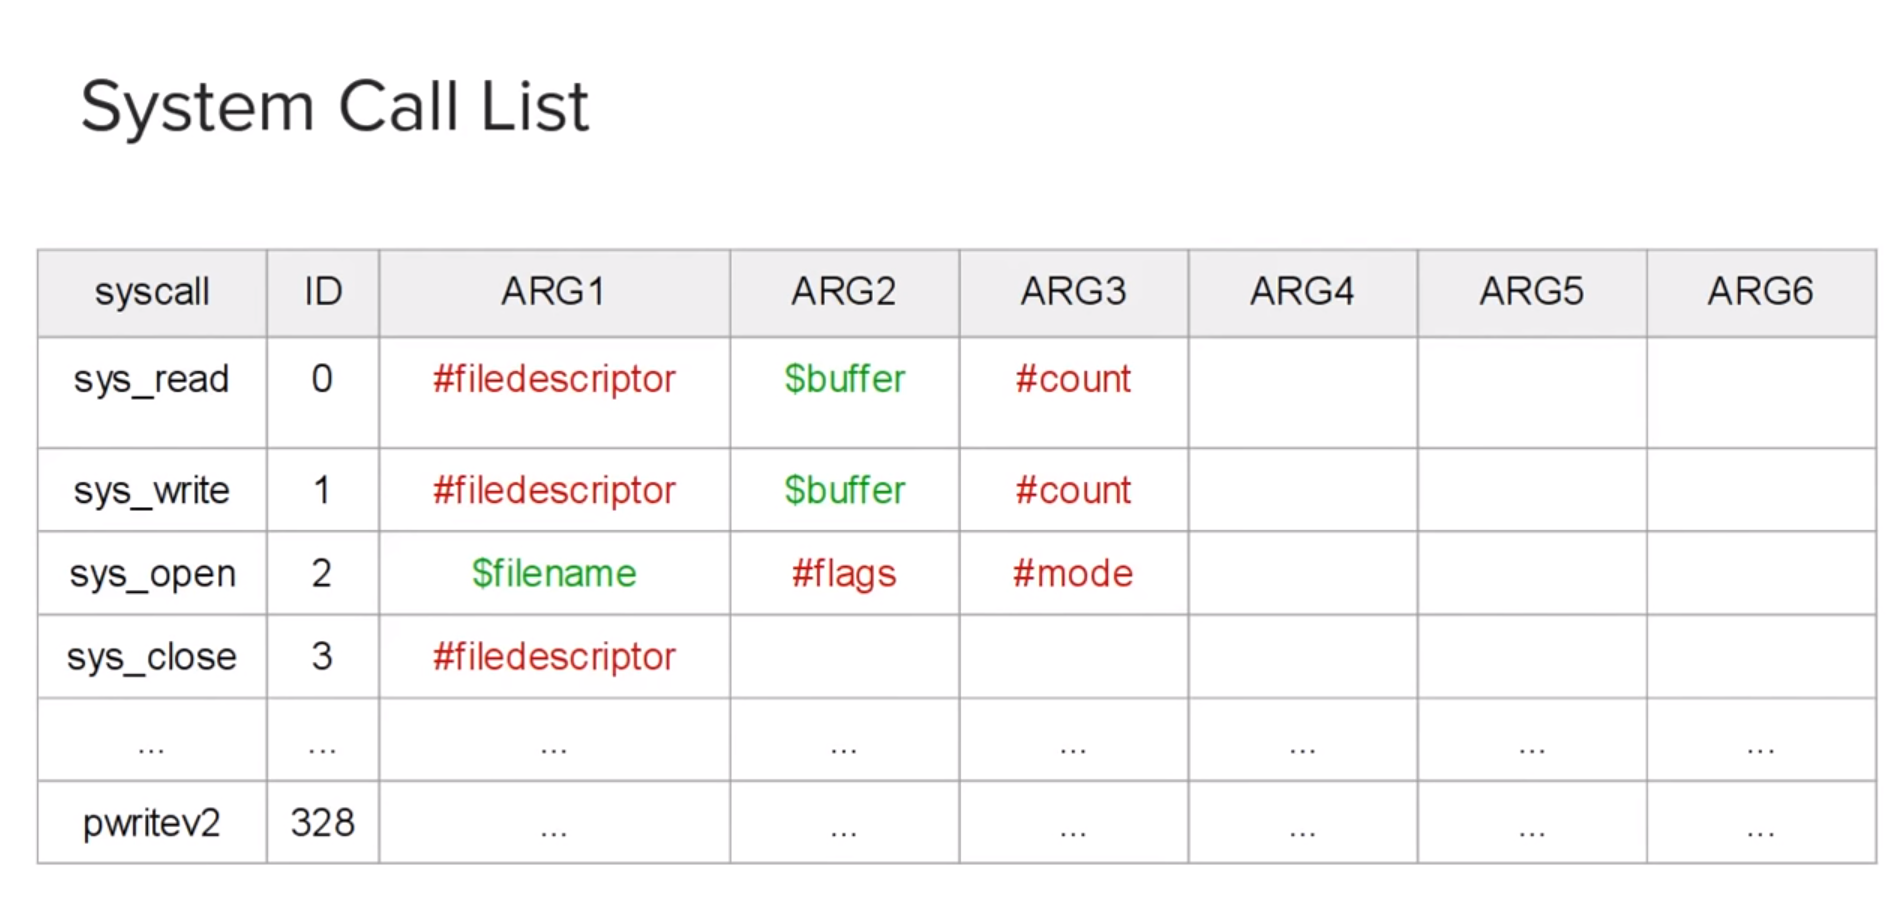 System Call List
syscall ID ARG1 ARG2 ARG3 ARG4 ARG5 ARG6
sys_read 0 #filedescriptor $buffer #count
sys_write 1 #filedescriptor $buffer #count
sys_open 2 $filename #flags #mode
sys_close 3 #filedescriptor
... ... ... ... ... ... ... ...
pwritev2 328 ... ... ... ... ... ...